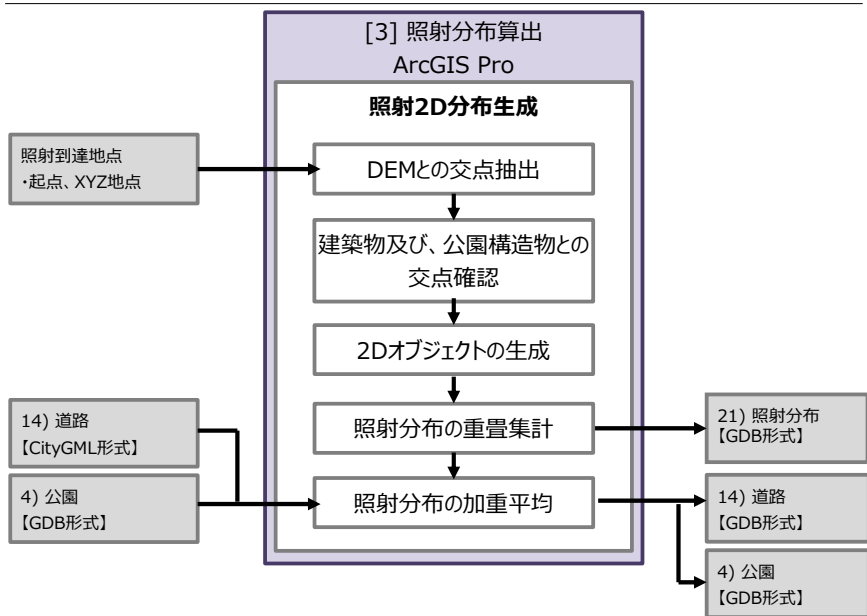 [3] 照射分布算出
ArcGIS Pro
照射2D分布生成
照射到達地点
・起点、XYZ地点
DEMとの交点抽出
建築物及び、公園構造物との
交点確認
2Dオブジェクトの生成
14) 道路
【CityGML形式】
照射分布の重畳集計
21) 照射分布
【GDB形式】
4) 公園
【GDB形式】
照射分布の加重平均
14) 道路
【GDB形式】
4) 公園
【GDB形式】